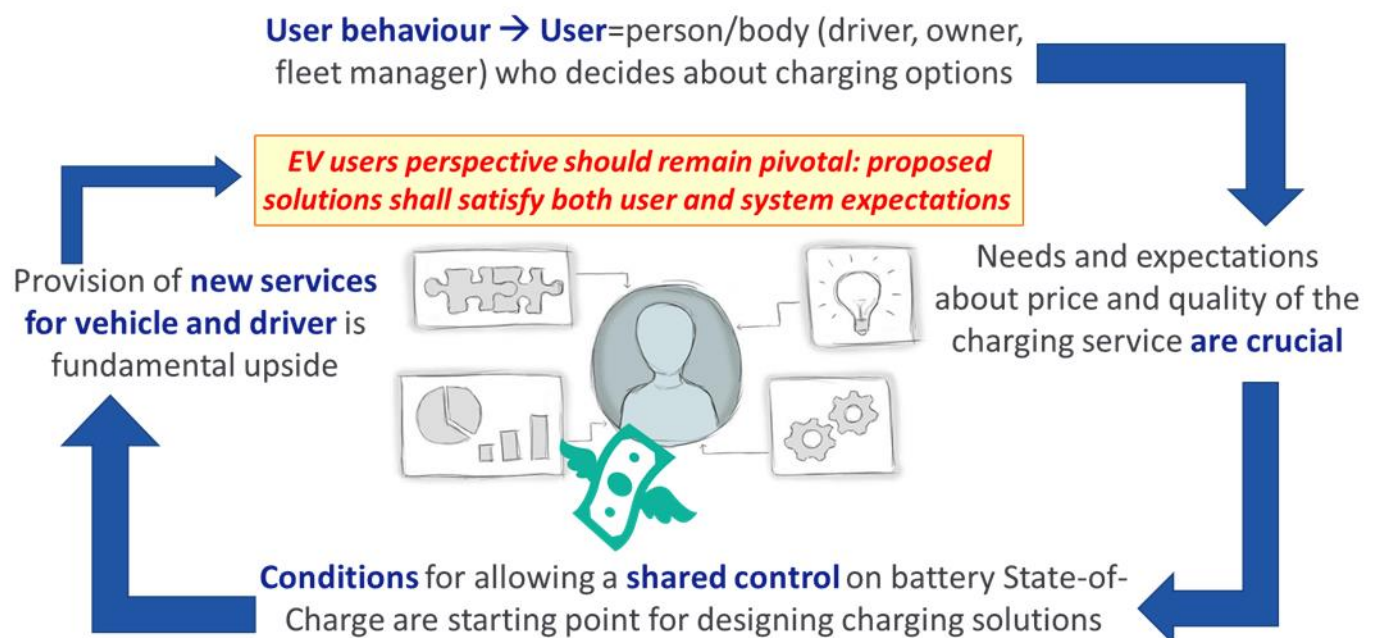 User behaviour → User=person/body (driver, owner,
fleet manager) who decides about charging options
EV users perspective should remain pivotal: proposed
solutions shall satisfy both user and system expectations
Needs and expectations
about price and quality of the
charging service are crucial
Conditions for allowing a shared control on battery State-of-
Charge are starting point for designing charging solutions
Provision of new services
for vehicle and driver is
fundamental upside